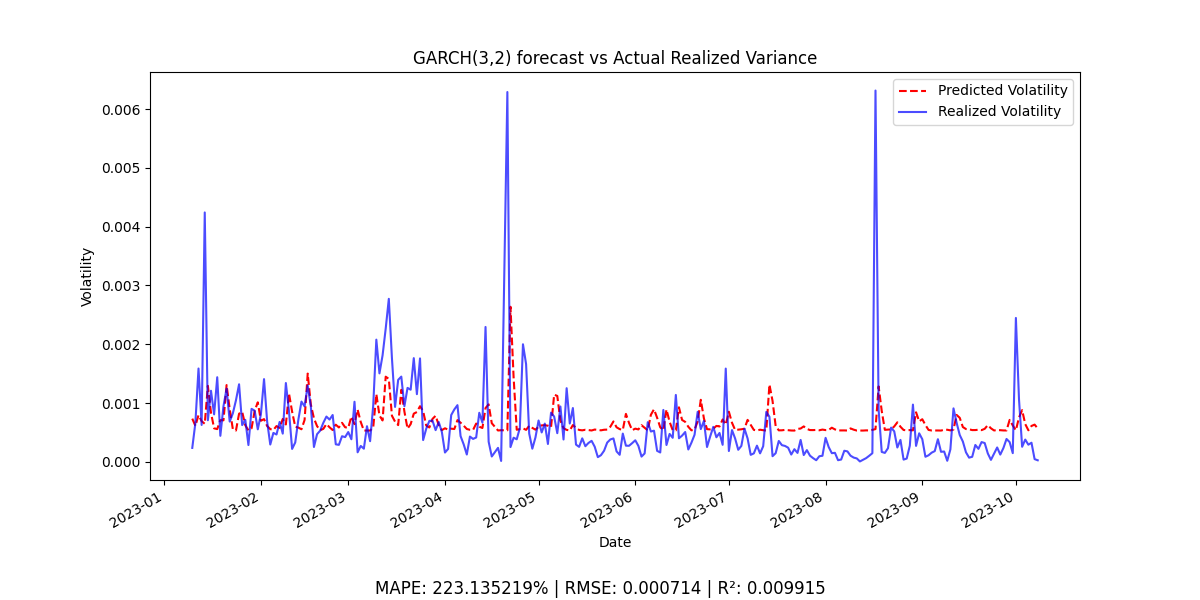 GARCH(3,2) forecast vs Actual Realized Variance
Predicted Volatility
Realized Volatility
0.006
0.005
0.004
0.003
0.002
0.001
0.000
Volatility
2023-01
2023-02
2023-03
2023-04
2023-05
2023-06
2023-07
2023-08
2023-09
2023-10
Date
MAPE: 223.135219% | RMSE: 0.000714 | R²: 0.009915